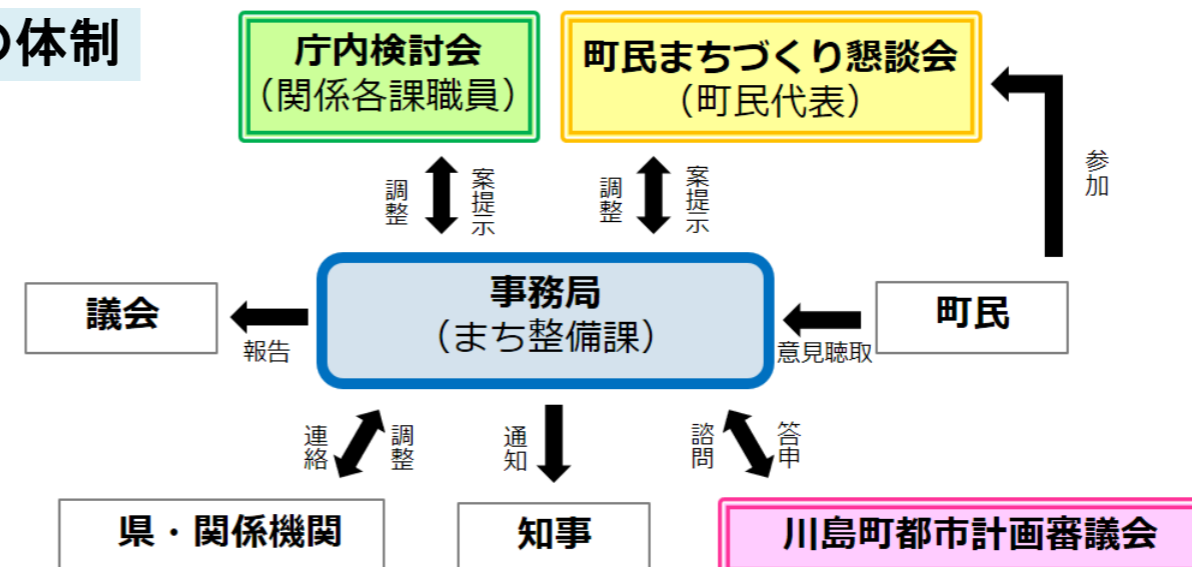 の体制
庁内検討会
（関係各課職員）
町民まちづくり懇談会
（町民代表）
調整
案提示
調整
案提示
参加
議会
報告
事務局
（まち整備課）
意見聴取
町民
連絡
調整
通知
諮問
答申
県・関係機関
知事
川島町都市計画審議会